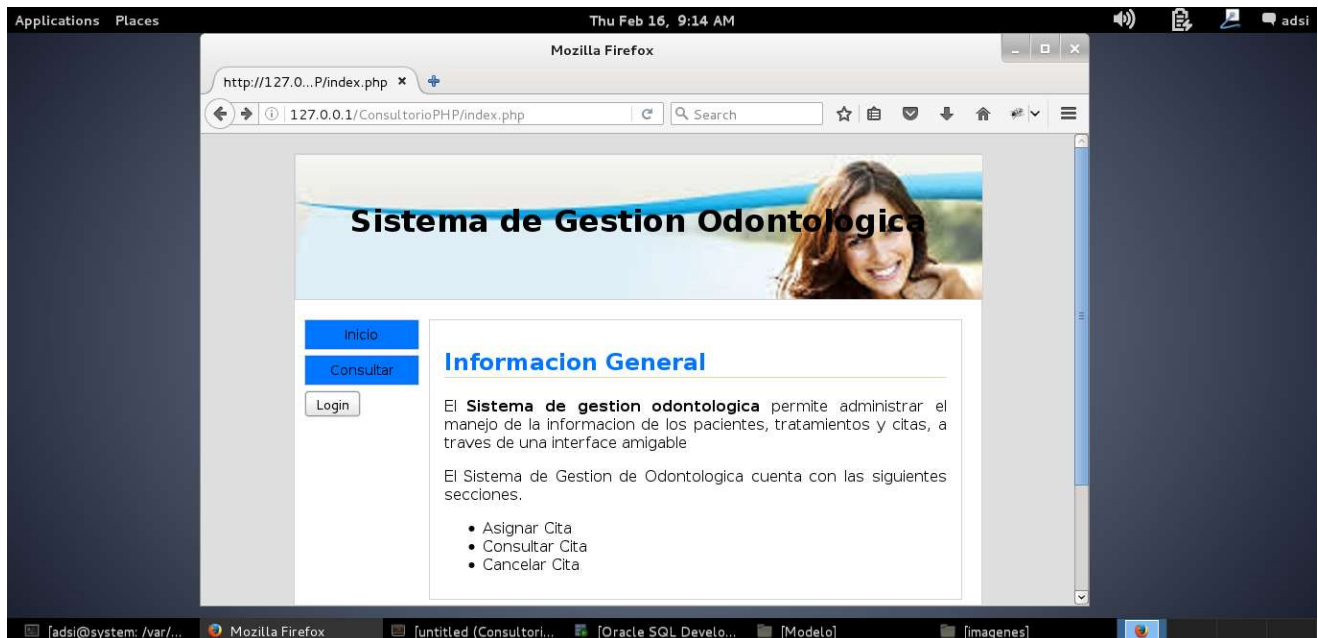 Applications Places Thu Feb 16, 9:14 AM adsi
Mozilla Firefox
http://127.0...P/index.php
127.0.0.1/ConsultorioPHP/index.php Search
Sistema de Gestion Odontologica
Inicio
Consultar
Login
Informacion General
El Sistema de gestion odontologica permite administrar el
manejo de la informacion de los pacientes, tratamientos y citas, a
traves de una interface amigable
El Sistema de Gestion de Odontologica cuenta con las siguientes
secciones.
• Asignar Cita
• Consultar Cita
• Cancelar Cita
[adsi@system: /var/... Mozilla Firefox [untitled (Consultori... [Oracle SQL Develo... [Modelo] [imagenes]